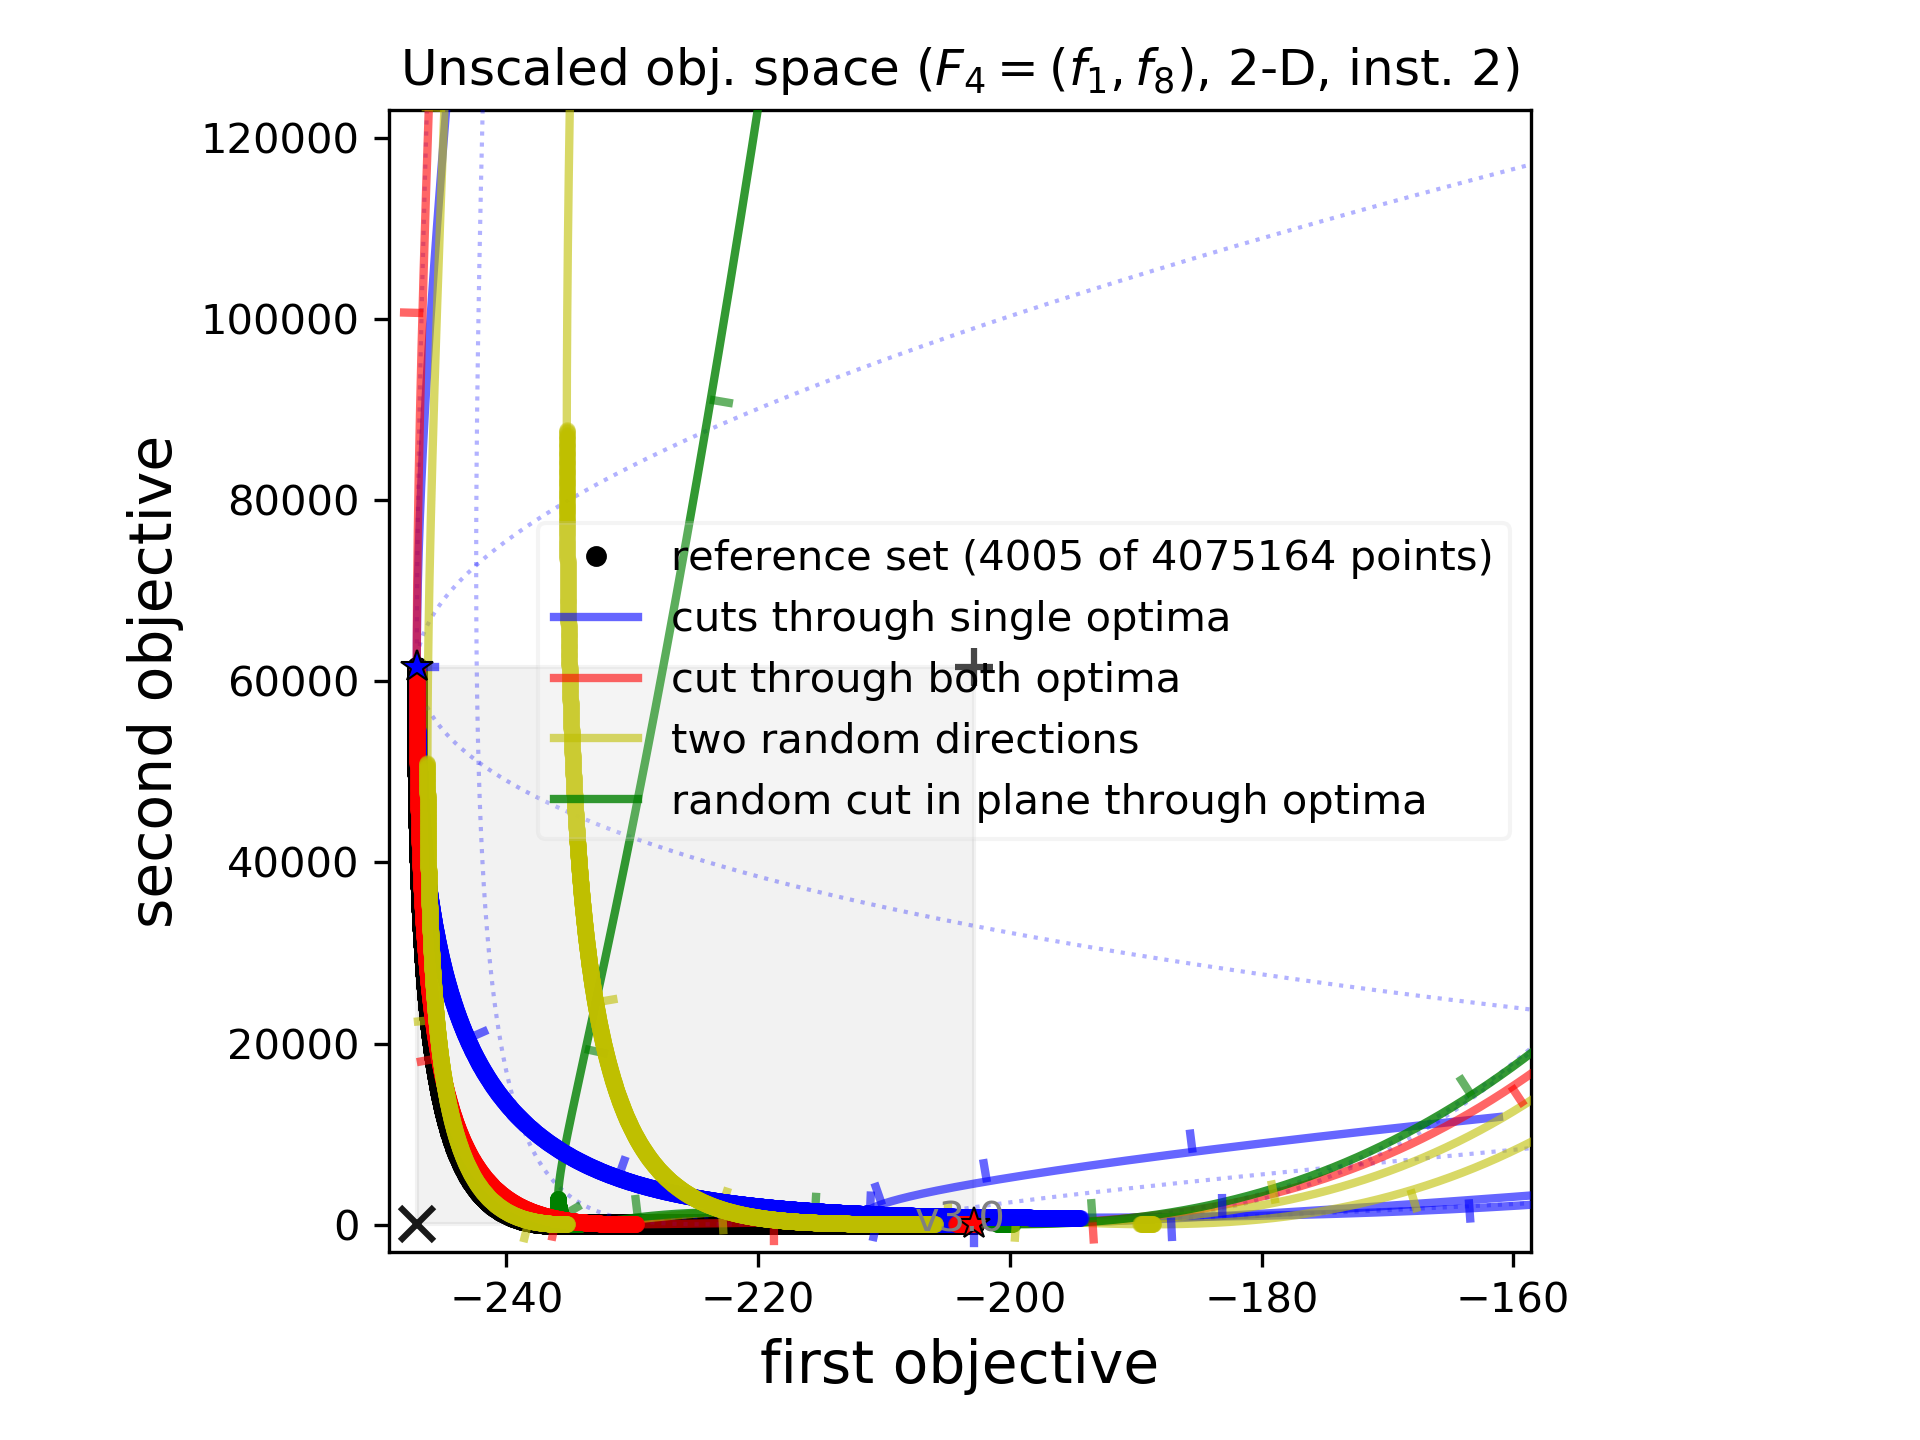 Unscaled obj. space (F₄ = (f₁, f₈), 2-D, inst. 2)
120000
100000
80000
60000
40000
20000
0
second objective
reference set (4005 of 4075164 points)
cuts through single optima
cut through both optima
two random directions
random cut in plane through optima
v3.0
−240
−220
−200
−180
−160
first objective